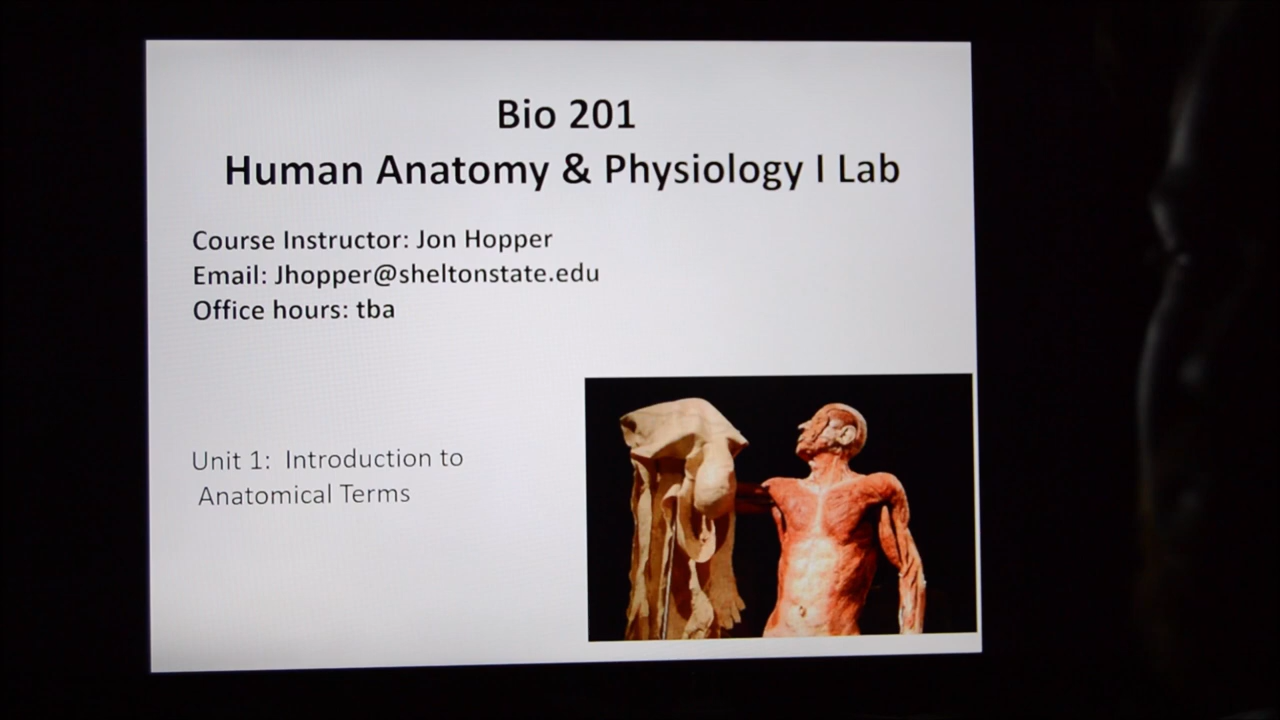 Bio 201
Human Anatomy & Physiology I Lab
Course Instructor: Jon Hopper
Email: Jhopper@sheltonstate.edu
Office hours: tba
Unit 1:  Introduction to
Anatomical Terms